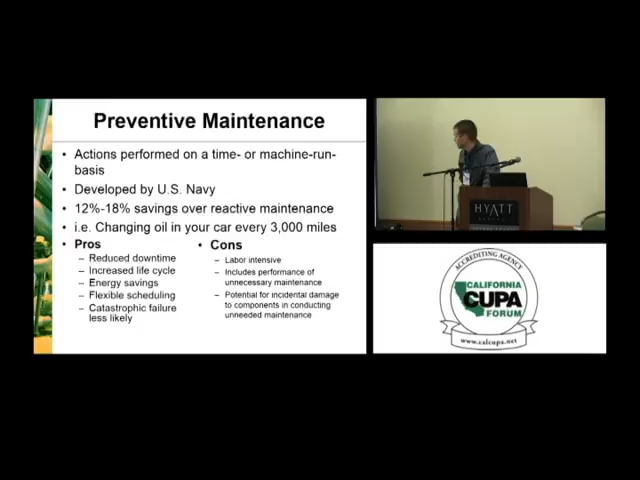 Preventive Maintenance
• Actions performed on a time- or machine-run-
basis
• Developed by U.S. Navy
• 12%-18% savings over reactive maintenance
• i.e. Changing oil in your car every 3,000 miles
• Pros
– Reduced downtime
– Increased life cycle
– Energy savings
– Flexible scheduling
– Catastrophic failure
less likely
• Cons
– Labor intensive
– Includes performance of
unnecessary maintenance
– Potential for incidental damage
to components in conducting
unneeded maintenance
HYATT
ACCREDITING AGENCY
CALIFORNIA
CUPA
FORUM
www.calcupa.net